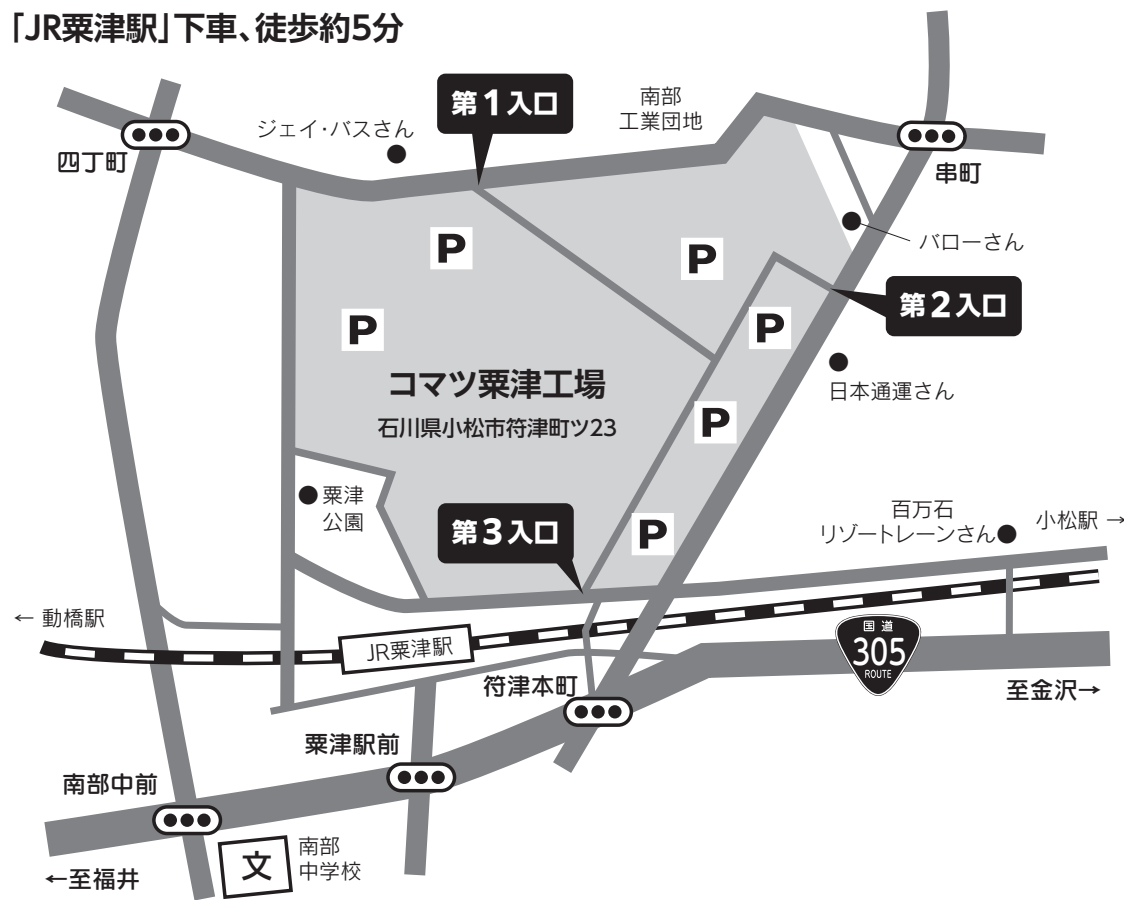 「JR粟津駅」下車、徒歩約5分
第1入口
南部
工業団地
ジェイ・バスさん
四丁町
串町
バローさん
P
P
第2入口
P
P
コマツ粟津工場
石川県小松市符津町ツ23
日本通運さん
P
粟津
公園
第3入口
P
百万石
リゾートレーンさん
小松駅 →
← 動橋駅
JR粟津駅
国道
305
ROUTE
符津本町
至金沢→
粟津駅前
南部中前
文
南部
中学校
←至福井